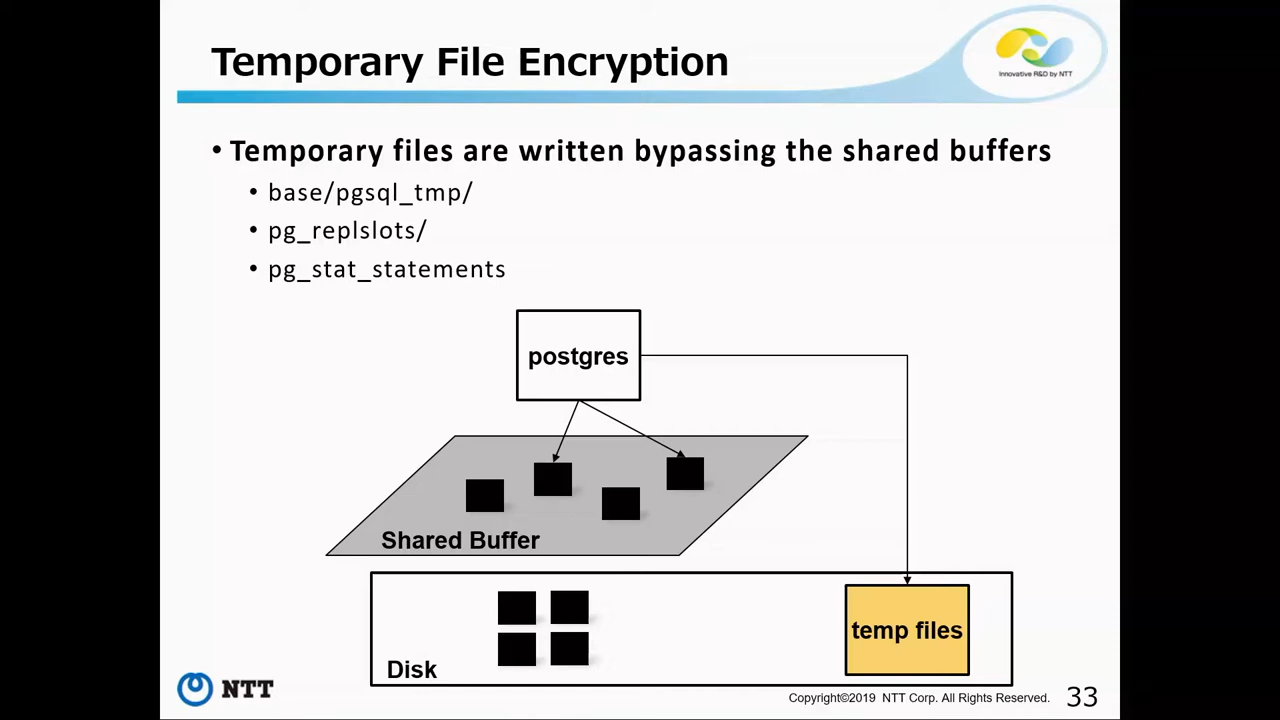 Temporary File Encryption
Innovative R&D by NTT
• Temporary files are written bypassing the shared buffers
• base/pgsql_tmp/
• pg_replslots/
• pg_stat_statements
postgres
Shared Buffer
temp files
Disk
NTT
Copyright©2019 NTT Corp. All Rights Reserved.
33